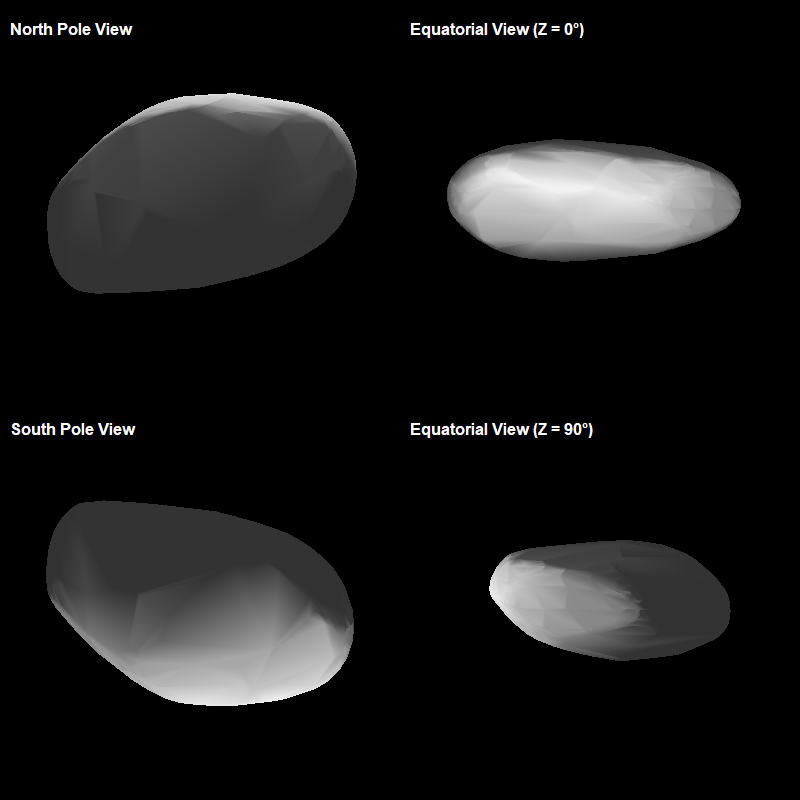 North Pole View
Equatorial View (Z = 0°)
South Pole View
Equatorial View (Z = 90°)